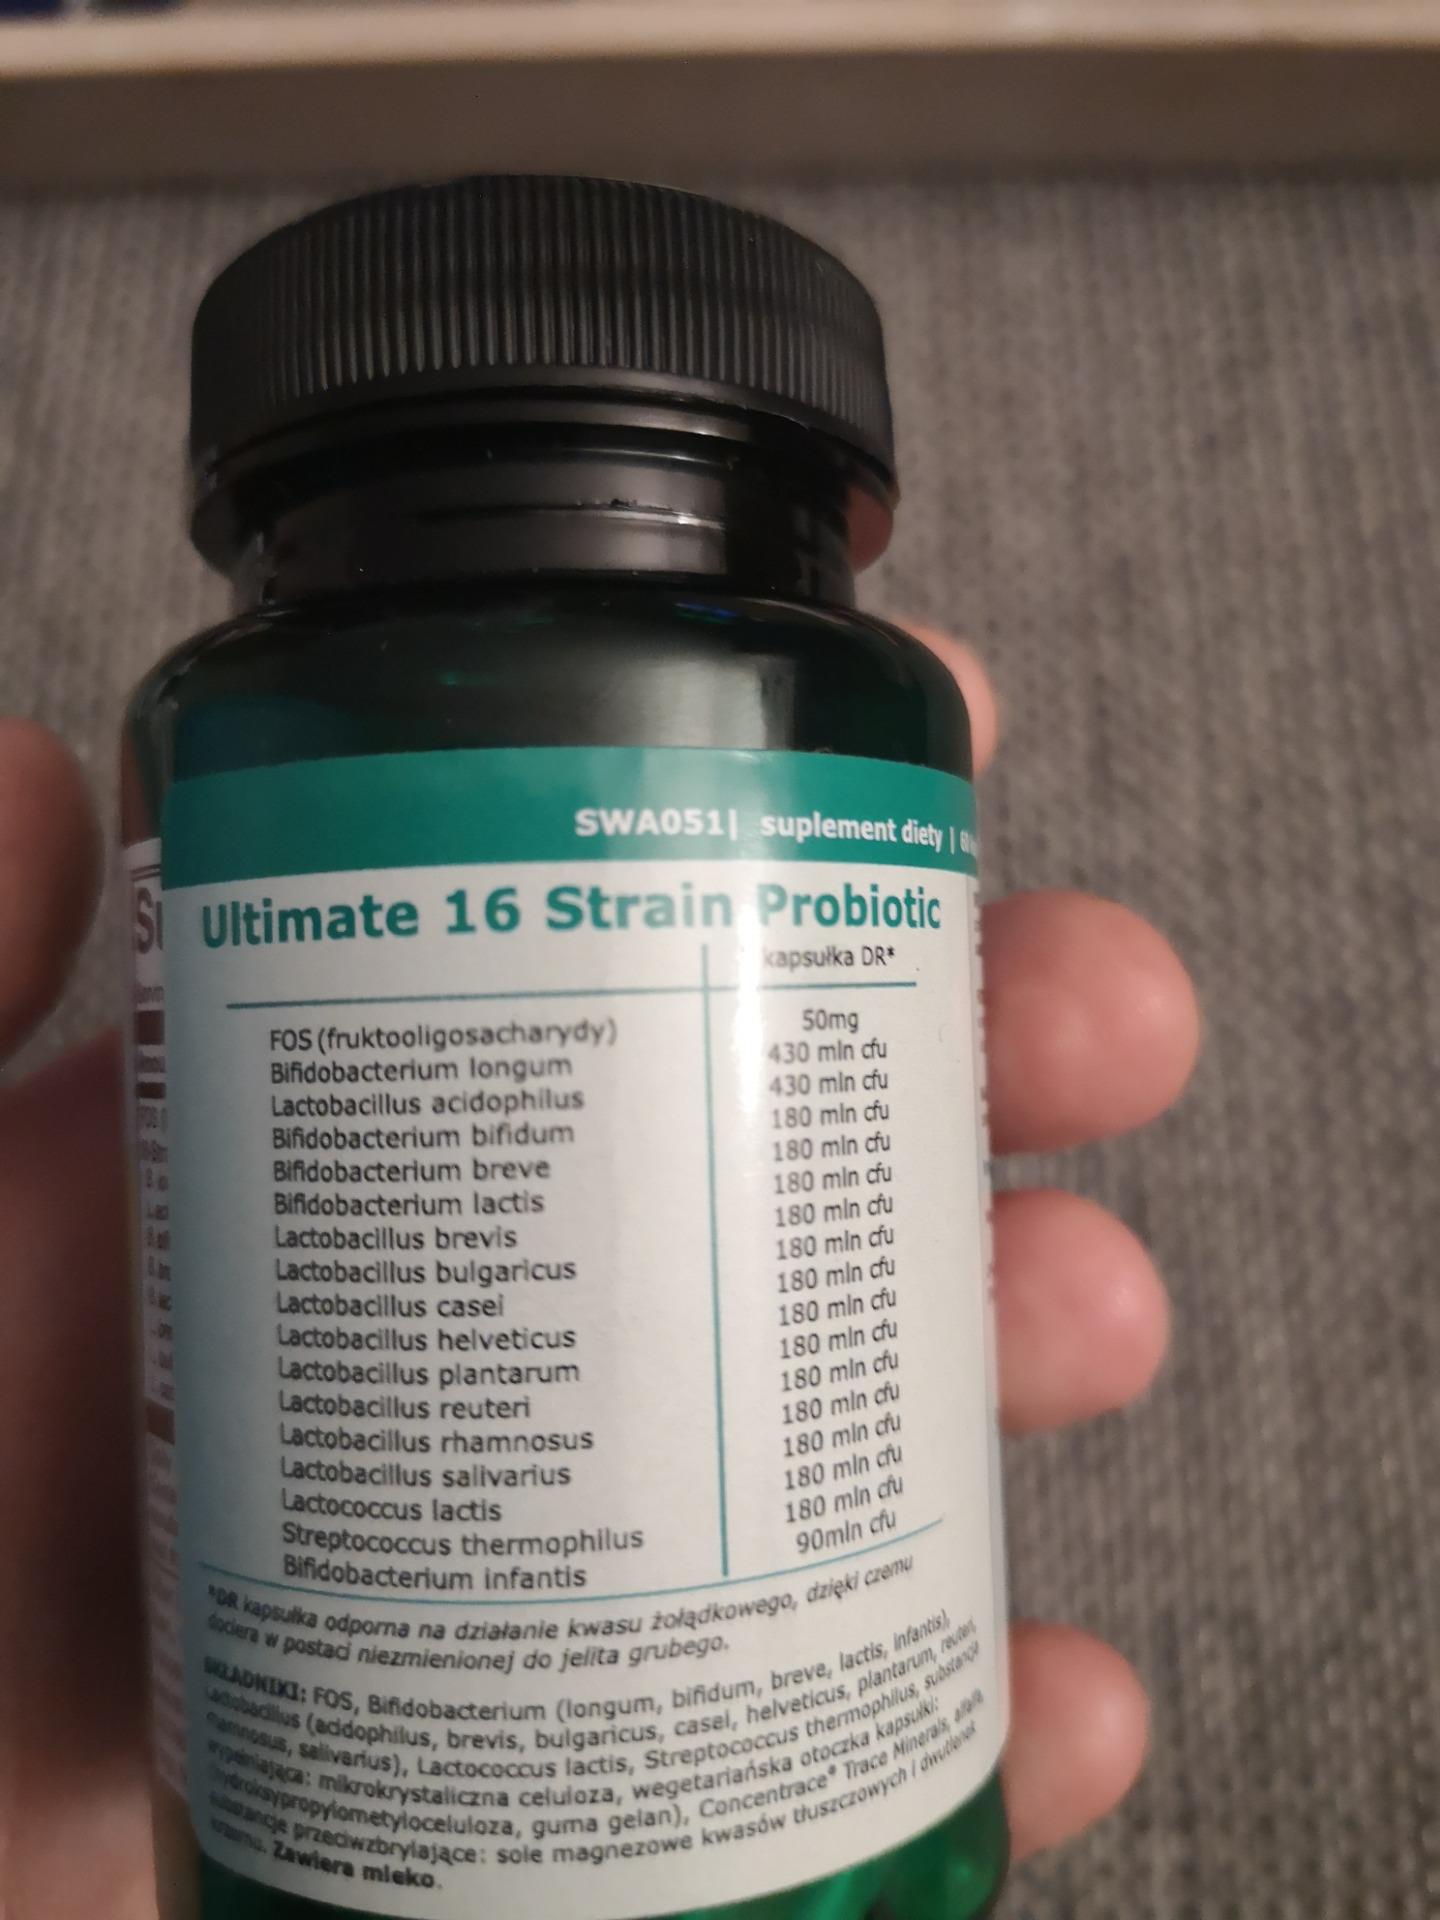 SWA051| suplement diety |
Ultimate 16 Strain Probiotic
kapsułka DR*
FOS (fruktooligosacharydy) 50mg
Bifidobacterium longum 430 mln cfu
Lactobacillus acidophilus 430 mln cfu
Bifidobacterium bifidum 180 mln cfu
Bifidobacterium breve 180 mln cfu
Bifidobacterium lactis 180 mln cfu
Lactobacillus brevis 180 mln cfu
Lactobacillus bulgaricus 180 mln cfu
Lactobacillus casei 180 mln cfu
Lactobacillus helveticus 180 mln cfu
Lactobacillus plantarum 180 mln cfu
Lactobacillus reuteri 180 mln cfu
Lactobacillus rhamnosus 180 mln cfu
Lactobacillus salivarius 180 mln cfu
Lactococcus lactis 180 mln cfu
Streptococcus thermophilus 180 mln cfu
Bifidobacterium infantis 90mln cfu
*DR kapsułka odporna na działanie kwasu żołądkowego, dzięki czemu
dociera w postaci niezmienionej do jelita grubego.
SKŁADNIKI: FOS, Bifidobacterium (longum, bifidum, breve, lactis, infantis),
Lactobacillus (acidophilus, brevis, bulgaricus, casei, helveticus, plantarum, reuteri,
rhamnosus, salivarius), Lactococcus lactis, Streptococcus thermophilus, substancja
wypełniająca: mikrokrystaliczna celuloza, wegetariańska otoczka kapsułki:
(hydroksypropylometyloceluloza, guma gelan), Concentrace® Trace Minerals, alfalfa,
substancje przeciwzbrylające: sole magnezowe kwasów tłuszczowych i dwutlenek
krzemu. Zawiera mleko.